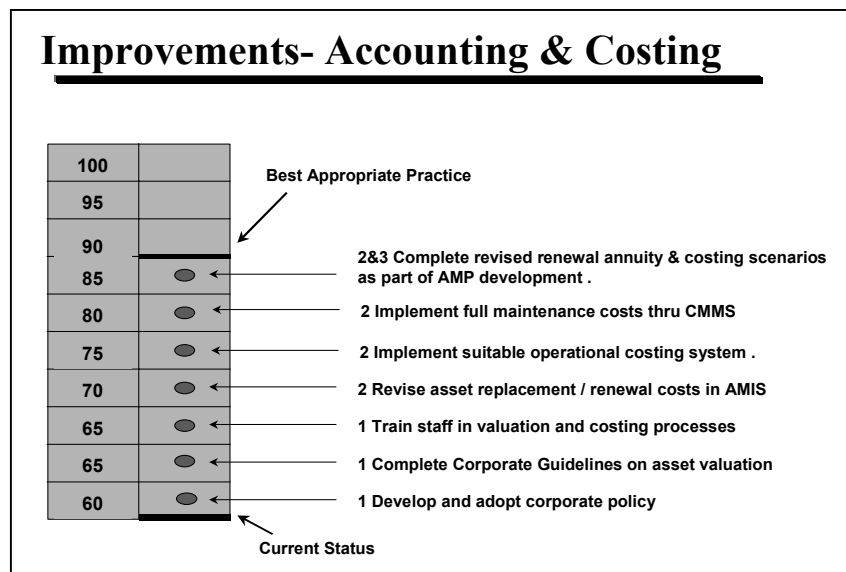 Improvements- Accounting & Costing
100
Best Appropriate Practice
95
90
2&3 Complete revised renewal annuity & costing scenarios
as part of AMP development .
85
80
2 Implement full maintenance costs thru CMMS
75
2 Implement suitable operational costing system .
70
2 Revise asset replacement / renewal costs in AMIS
65
1 Train staff in valuation and costing processes
65
1 Complete Corporate Guidelines on asset valuation
60
1 Develop and adopt corporate policy
Current Status